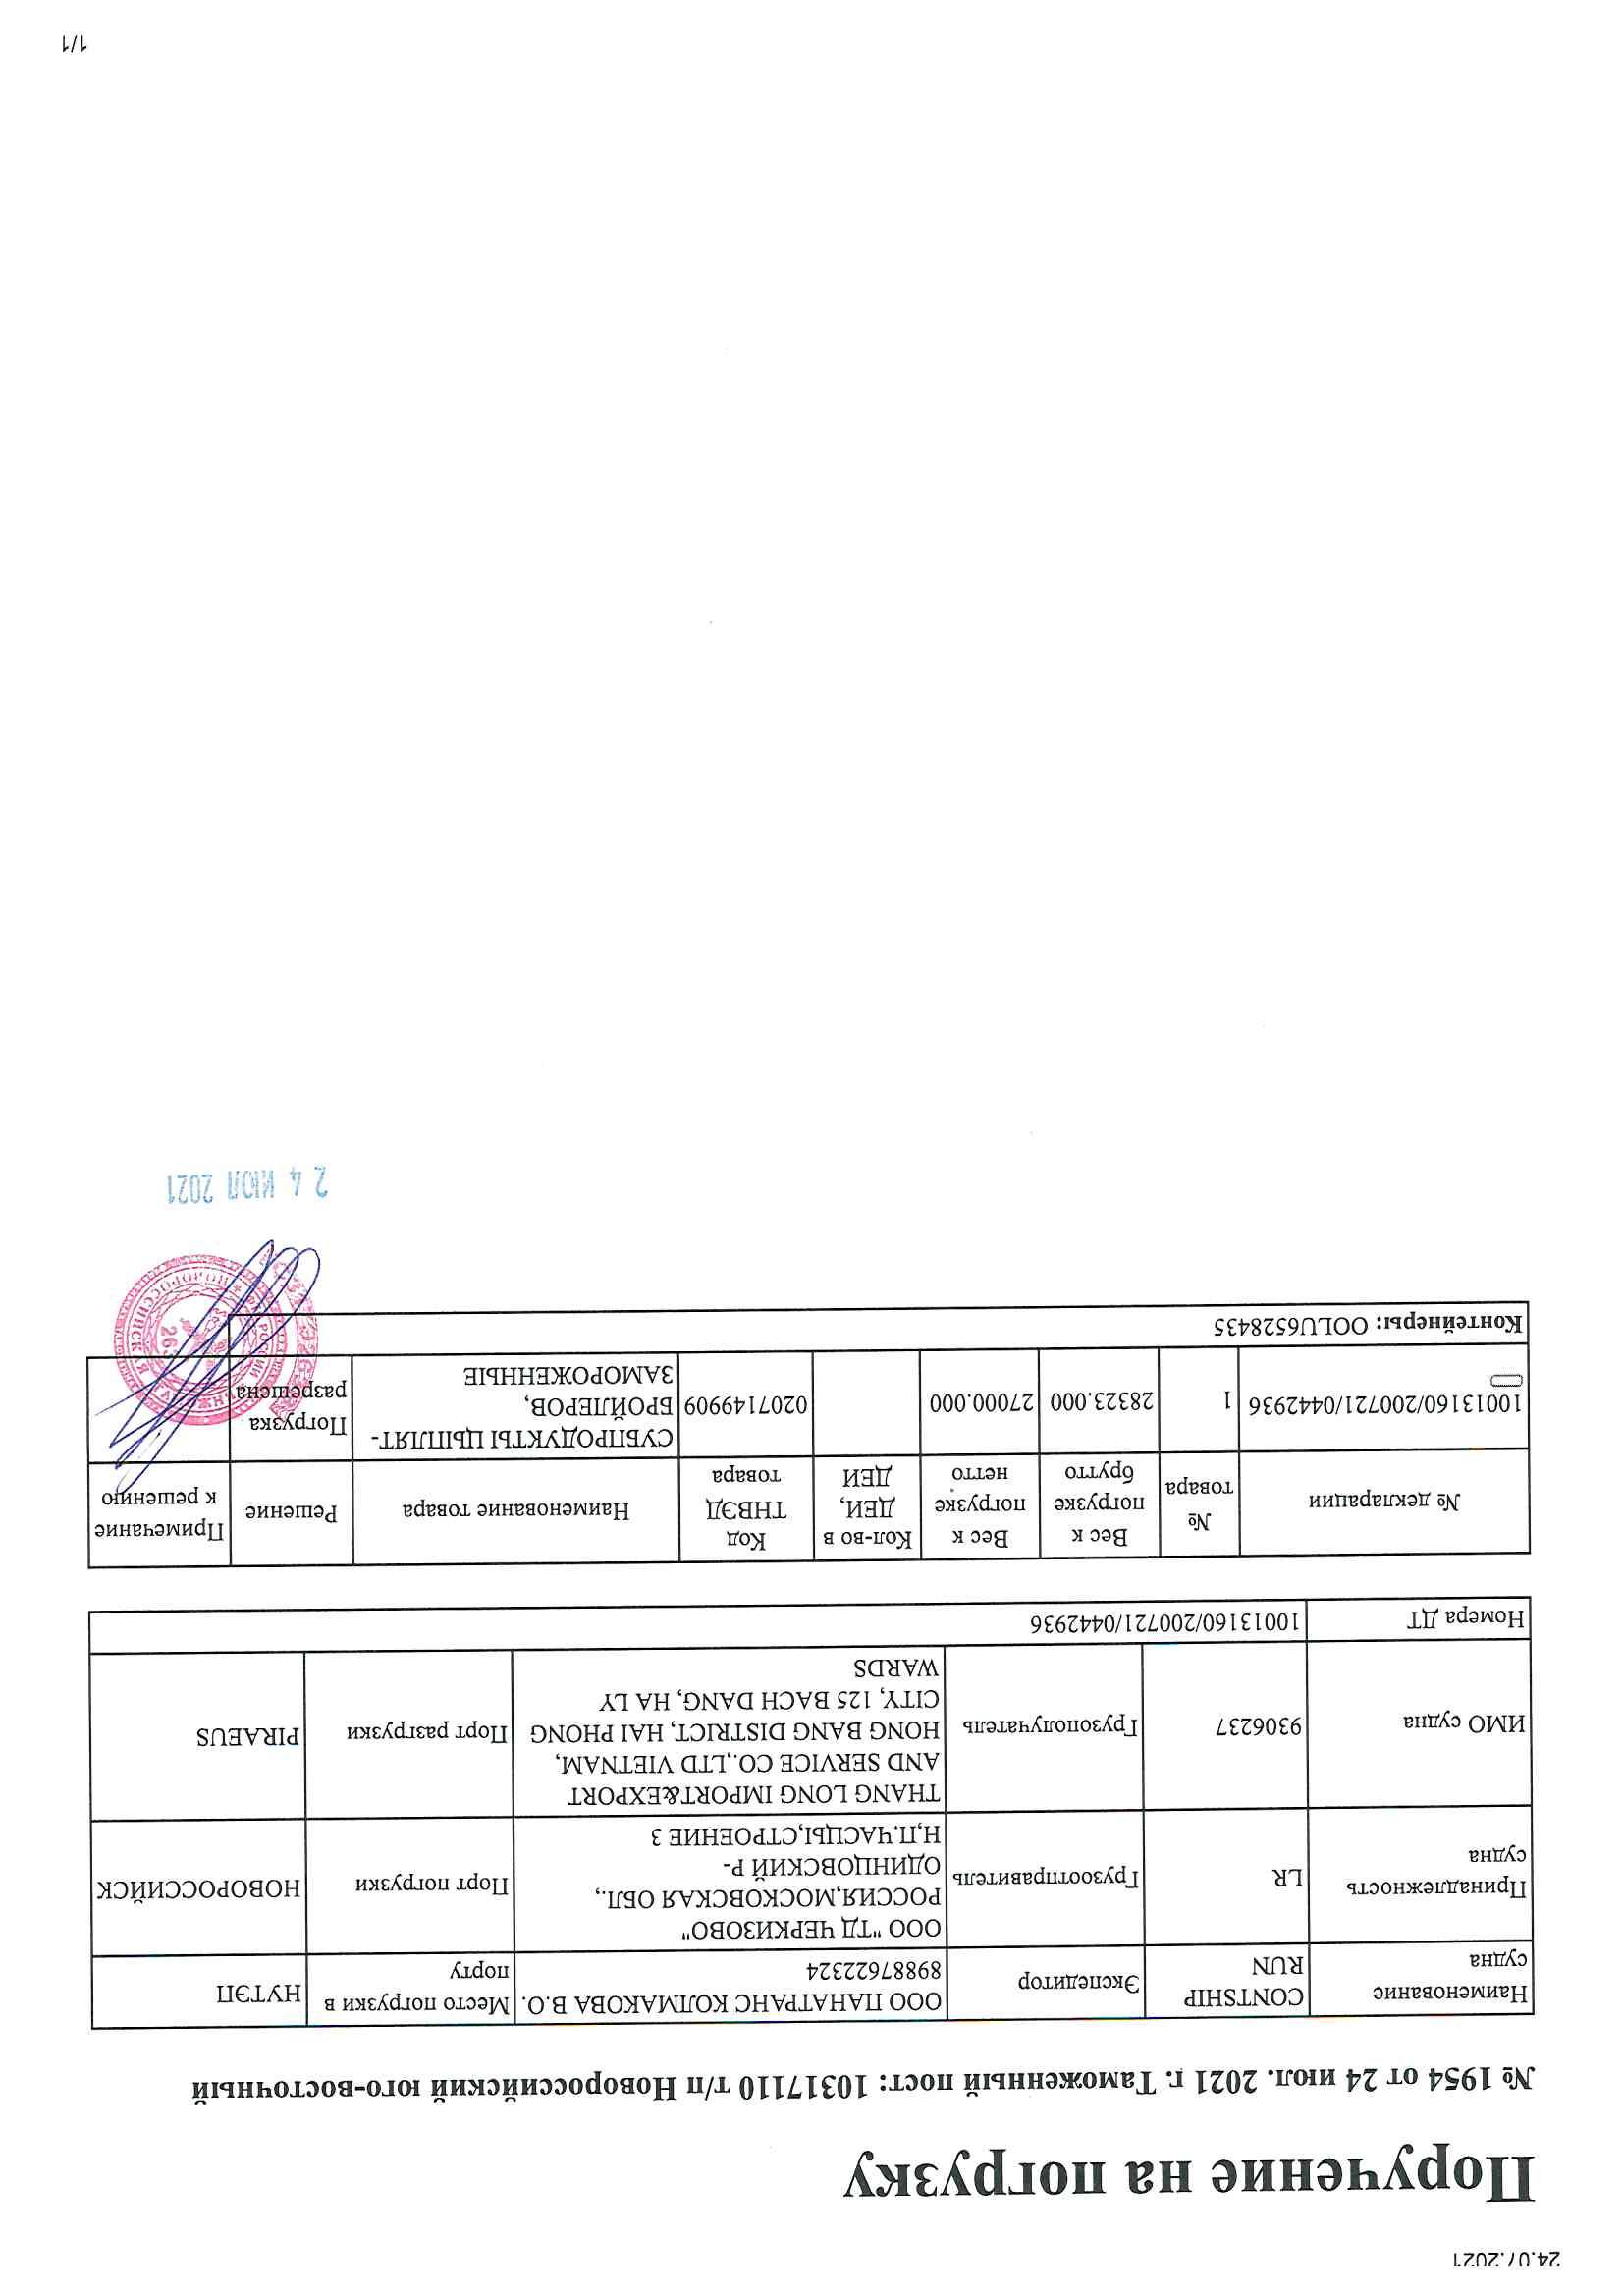 24.07.2021
Поручение на погрузку
№ 1954 от 24 июл. 2021 г. Таможенный пост: 10317110 т/п Новороссийский юго-восточный
Наименование
судна
CONTSHIP
RUN
Экспедитор
ООО ПАНАТРАНС КОЛМАКОВА В.О.
89887622324
Место погрузки в
порту
НУТЭП
Принадлежность
судна
LR
Грузоотправитель
ООО "ТД ЧЕРКИЗОВО"
РОССИЯ,МОСКОВСКАЯ ОБЛ.,
ОДИНЦОВСКИЙ Р-
Н,П.ЧАСЦЫ,СТРОЕНИЕ 3
Порт погрузки
НОВОРОССИЙСК
ИМО судна
9306237
Грузополучатель
THANG LONG IMPORT&EXPORT
AND SERVICE CO.,LTD VIETNAM,
HONG BANG DISTRICT, HAI PHONG
CITY, 125 BACH DANG, HA LY
WARDS
Порт разгрузки
PIRAEUS
Номера ДТ
10013160/200721/0442936
№ декларации
№
товара
Вес к
погрузке
брутто
Вес к
погрузке
нетто
Кол-во в
ДЕИ,
ДЕИ
Код
ТНВЭД
товара
Наименование товара
Решение
Примечание
к решению
10013160/200721/0442936
1
28323.000
27000.000
0207149909
СУБПРОДУКТЫ ЦЫПЛЯТ-
БРОЙЛЕРОВ,
ЗАМОРОЖЕННЫЕ
Погрузка
разрешена
Контейнеры: OOLU6528435
24 ИЮЛ 2021
1/1